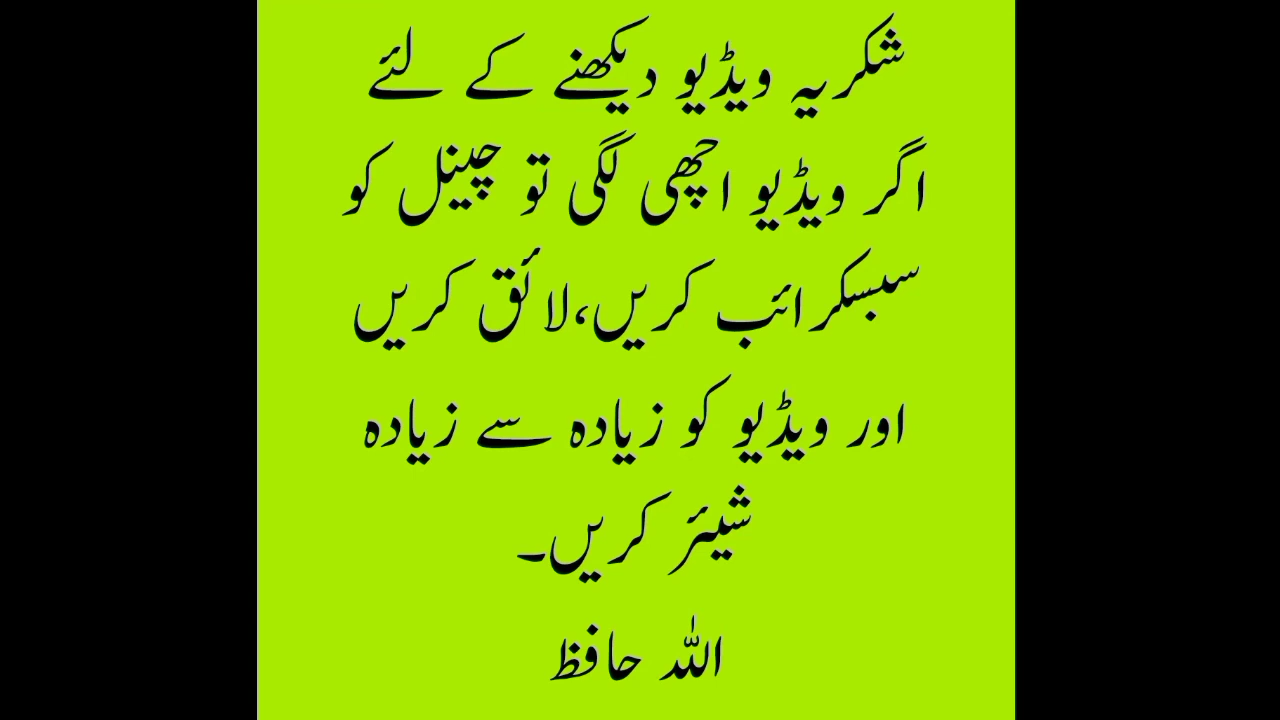 شکریہ ویڈیو دیکھنے کے لئے
اگر ویڈیو اچھی لگی تو چینل کو
سبسکرائب کریں،لائق کریں
اور ویڈیو کو زیادہ سے زیادہ
شیئر کریں۔
اللہ حافظ